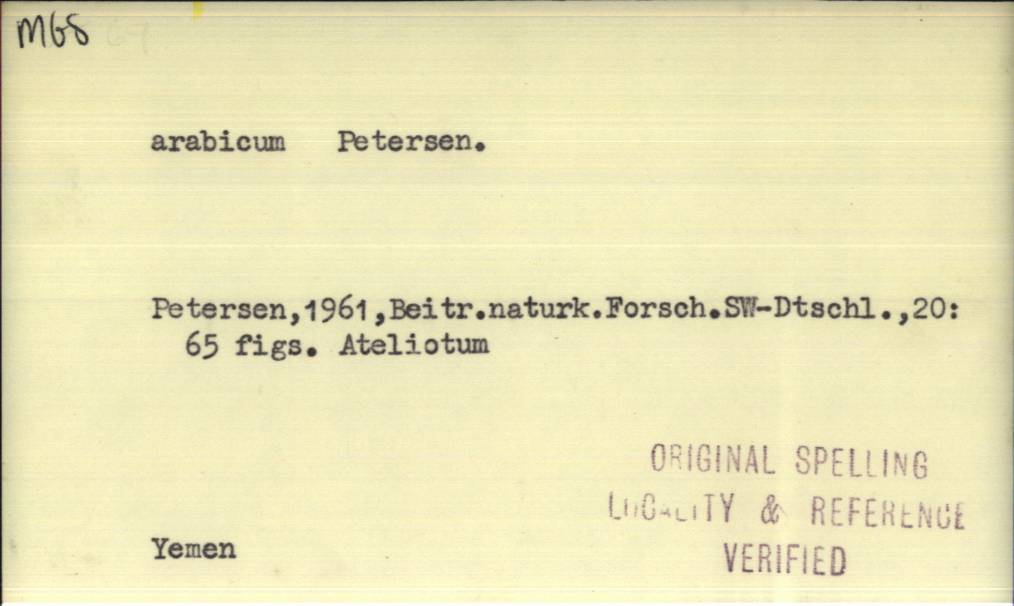 MGS
arabicum Petersen.
Petersen,1961,Beitr.naturk.Forsch.SW-Dtschl.,20:
65 figs. Ateliotum
ORIGINAL SPELLING
LOCALITY & REFERENCE
Yemen
VERIFIED